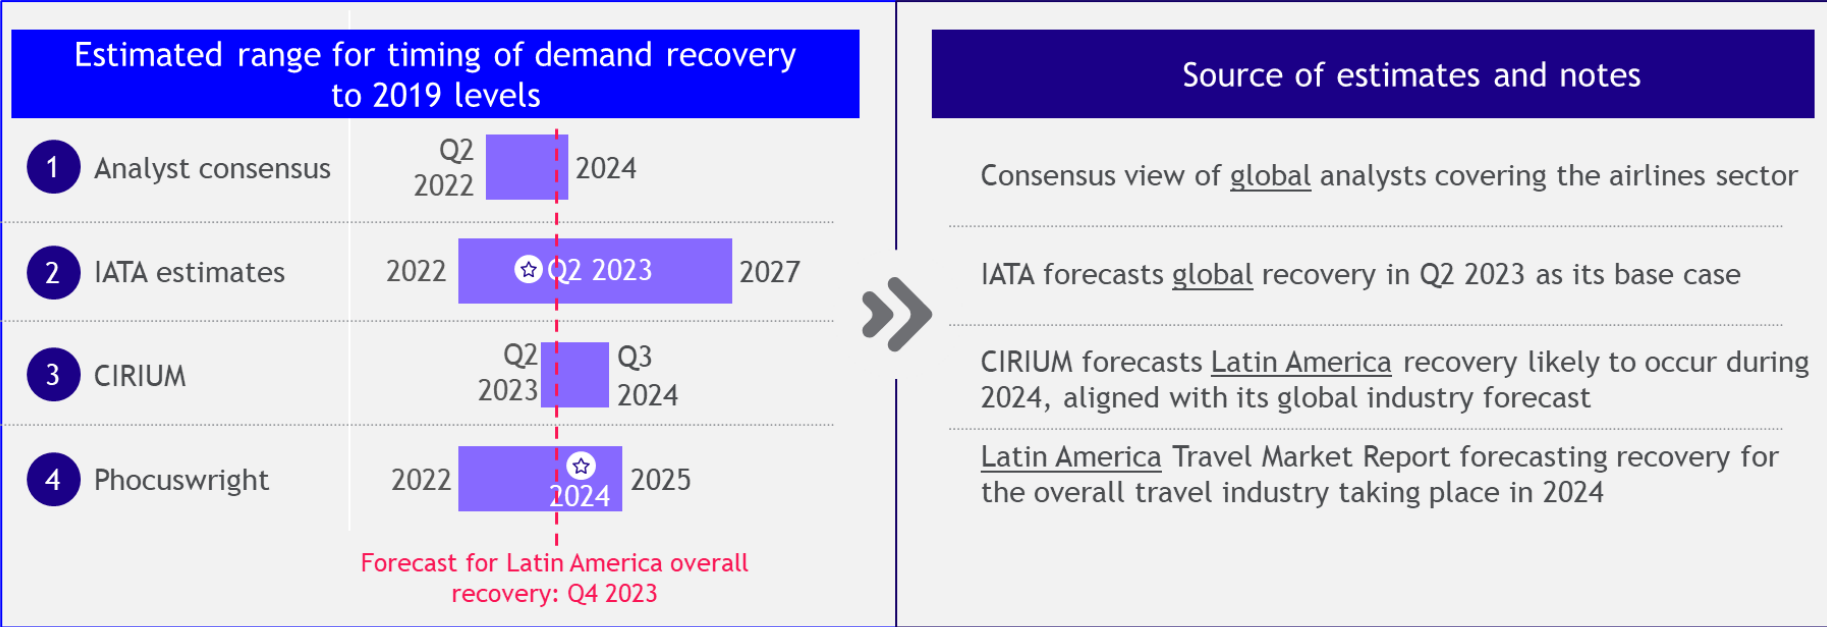 Estimated range for timing of demand recovery
to 2019 levels
1 Analyst consensus
Q2
2022
2024
2 IATA estimates
2022
Q2 2023
2027
3 CIRIUM
Q2
2023
Q3
2024
4 Phocuswright
2022
2024
2025
Forecast for Latin America overall
recovery: Q4 2023
Source of estimates and notes
Consensus view of global analysts covering the airlines sector
IATA forecasts global recovery in Q2 2023 as its base case
CIRIUM forecasts Latin America recovery likely to occur during
2024, aligned with its global industry forecast
Latin America Travel Market Report forecasting recovery for
the overall travel industry taking place in 2024